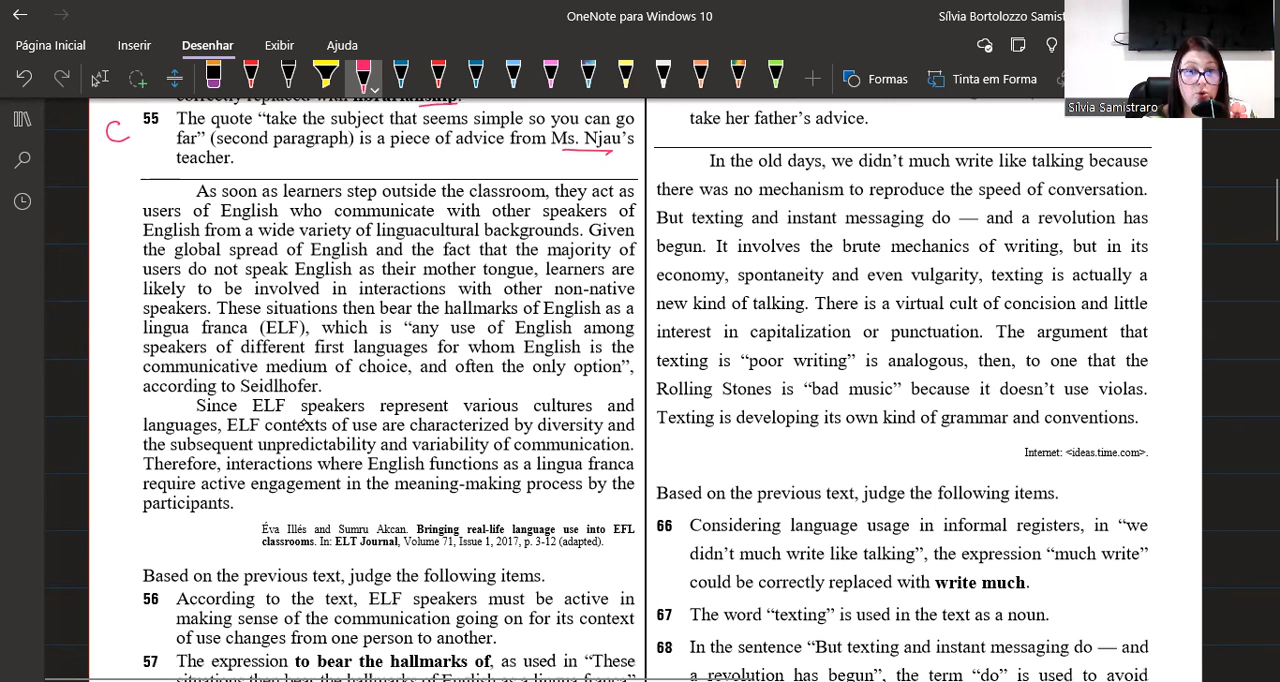 OneNote para Windows 10
Sílvia Bortolozzo Samist
Página Inicial
Inserir
Desenhar
Exibir
Ajuda
Formas
Tinta em Forma
Sílvia Samistraro
C
55 The quote “take the subject that seems simple so you can go
far” (second paragraph) is a piece of advice from Ms. Njau’s
teacher.
As soon as learners step outside the classroom, they act as
users of English who communicate with other speakers of
English from a wide variety of linguacultural backgrounds. Given
the global spread of English and the fact that the majority of
users do not speak English as their mother tongue, learners are
likely to be involved in interactions with other non-native
speakers. These situations then bear the hallmarks of English as a
lingua franca (ELF), which is “any use of English among
speakers of different first languages for whom English is the
communicative medium of choice, and often the only option”,
according to Seidlhofer.
Since ELF speakers represent various cultures and
languages, ELF contexts of use are characterized by diversity and
the subsequent unpredictability and variability of communication.
Therefore, interactions where English functions as a lingua franca
require active engagement in the meaning-making process by the
participants.
Éva Illés and Sumru Akcan. Bringing real-life language use into EFL
classrooms. In: ELT Journal, Volume 71, Issue 1, 2017, p. 3-12 (adapted).
Based on the previous text, judge the following items.
56 According to the text, ELF speakers must be active in
making sense of the communication going on for its context
of use changes from one person to another.
57 The expression to bear the hallmarks of, as used in “These
situations then bear the hallmarks of English as a lingua franca”
take her father’s advice.
In the old days, we didn’t much write like talking because
there was no mechanism to reproduce the speed of conversation.
But texting and instant messaging do — and a revolution has
begun. It involves the brute mechanics of writing, but in its
economy, spontaneity and even vulgarity, texting is actually a
new kind of talking. There is a virtual cult of concision and little
interest in capitalization or punctuation. The argument that
texting is “poor writing” is analogous, then, to one that the
Rolling Stones is “bad music” because it doesn’t use violas.
Texting is developing its own kind of grammar and conventions.
Internet: <ideas.time.com>.
Based on the previous text, judge the following items.
66 Considering language usage in informal registers, in “we
didn’t much write like talking”, the expression “much write”
could be correctly replaced with write much.
67 The word “texting” is used in the text as a noun.
68 In the sentence “But texting and instant messaging do — and
a revolution has begun”, the term “do” is used to avoid